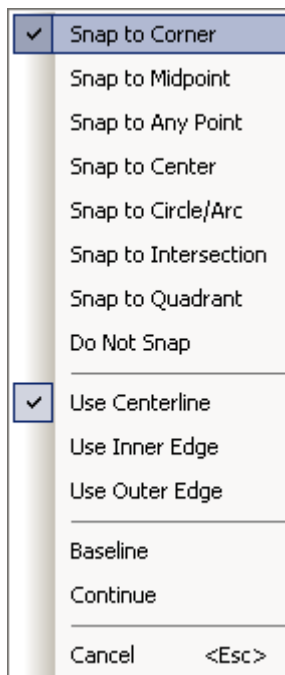 Snap to Corner
Snap to Midpoint
Snap to Any Point
Snap to Center
Snap to Circle/Arc
Snap to Intersection
Snap to Quadrant
Do Not Snap
Use Centerline
Use Inner Edge
Use Outer Edge
Baseline
Continue
Cancel <Esc>